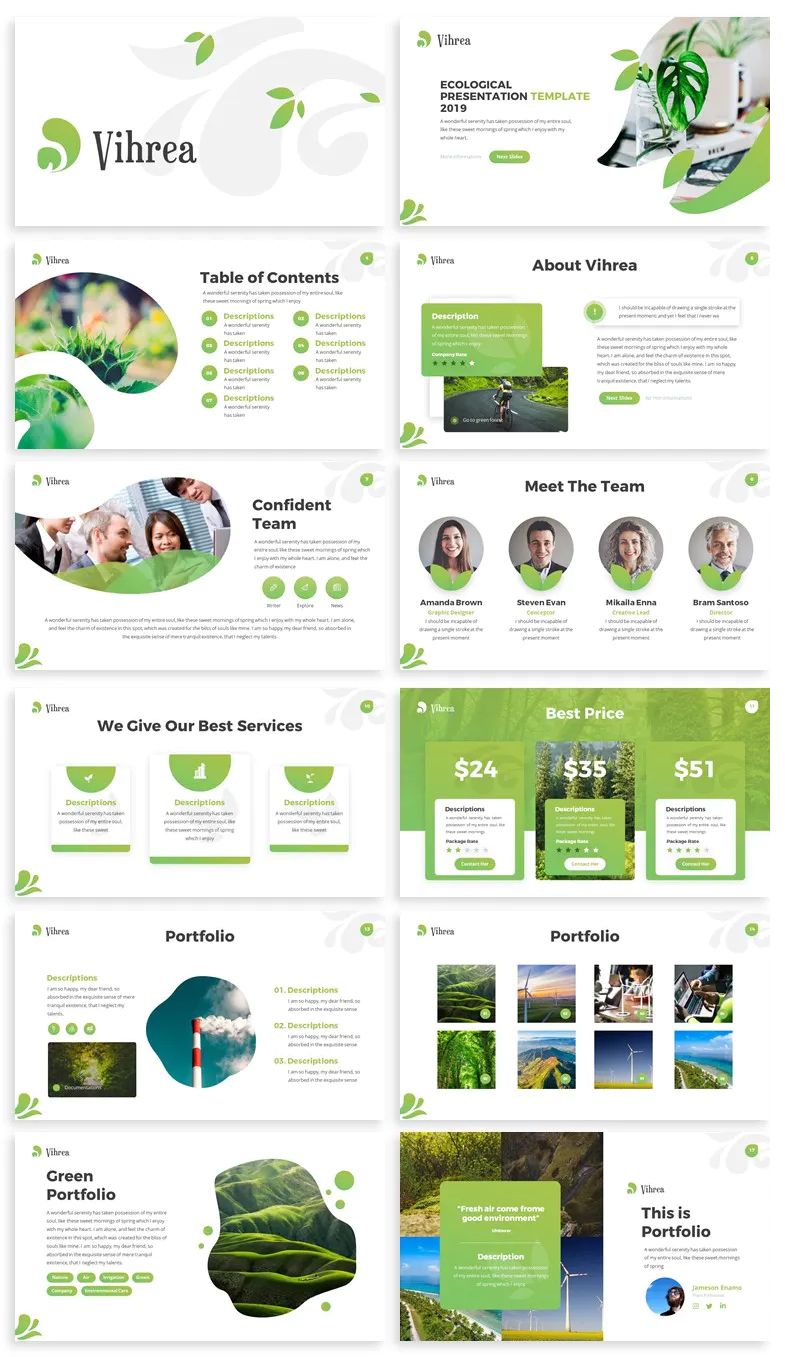 Vihrea
Vihrea
ECOLOGICAL
PRESENTATION TEMPLATE
2019
A wonderful serenity has taken possession of my entire soul,
like these sweet mornings of spring which I enjoy with my
whole heart.
More informations
Next Slides
Vihrea
Table of Contents
A wonderful serenity has taken possession of my entire soul, like
these sweet mornings of spring which I enjoy
01 Descriptions
A wonderful serenity
has taken
02 Descriptions
A wonderful serenity
has taken
03 Descriptions
A wonderful serenity
has taken
04 Descriptions
A wonderful serenity
has taken
05 Descriptions
A wonderful serenity
has taken
06 Descriptions
A wonderful serenity
has taken
07 Descriptions
A wonderful serenity
has taken
Vihrea
About Vihrea
Description
A wonderful serenity has taken possession
of my entire soul, like these sweet mornings
of spring which I enjoy
Company Rate
Go to green forest
!
I should be incapable of drawing a single stroke at the
present moment; and yet I feel that I never wa
A wonderful serenity has taken possession of my entire soul, like
these sweet mornings of spring which I enjoy with my whole
heart. I am alone, and feel the charm of existence in this spot,
which was created for the bliss of souls like mine. I am so happy,
my dear friend, so absorbed in the exquisite sense of mere
tranquil existence, that I neglect my talents.
Next Slides
for mor informations
Vihrea
7
Confident
Team
A wonderful serenity has taken possession of my
entire soul, like these sweet mornings of spring which
I enjoy with my whole heart. I am alone, and feel the
charm of existence
Writer
Explore
News
A wonderful serenity has taken possession of my entire soul, like these sweet mornings of spring which I enjoy with my whole heart. I am alone,
and feel the charm of existence in this spot, which was created for the bliss of souls like mine. I am so happy, my dear friend, so absorbed in
the exquisite sense of mere tranquil existence, that I neglect my talents.
Vihrea
Meet The Team
Amanda Brown
Graphic Designer
I should be incapable of
drawing a single stroke at the
present moment
Steven Evan
Conceptor
I should be incapable of
drawing a single stroke at the
present moment
Mikaila Enna
Creative Lead
I should be incapable of
drawing a single stroke at the
present moment
Bram Santoso
Director
I should be incapable of
drawing a single stroke at the
present moment
Vihrea
10
We Give Our Best Services
Descriptions
A wonderful serenity has taken
possession of my entire soul,
like these sweet
Descriptions
A wonderful serenity has taken
possession of my entire soul,
like these sweet mornings of spring
which I enjoy
Descriptions
A wonderful serenity has taken
possession of my entire soul,
like these sweet
Vihrea
11
Best Price
$24
Descriptions
A wonderful serenity has taken
possession of my entire soul, like
these sweet mornings
Package Rate
Contact Her
$35
Descriptions
A wonderful serenity has taken
possession of my entire soul, like
these sweet mornings
Package Rate
Contact Her
$51
Descriptions
A wonderful serenity has taken
possession of my entire soul, like
these sweet mornings
Package Rate
Contact Her
Vihrea
13
Portfolio
Descriptions
I am so happy, my dear friend, so
absorbed in the exquisite sense of mere
tranquil existence, that I neglect my
talents.
Documentations
01. Descriptions
I am so happy, my dear friend, so
absorbed in the exquisite sense
02. Descriptions
I am so happy, my dear friend, so
absorbed in the exquisite sense
03. Descriptions
I am so happy, my dear friend, so
absorbed in the exquisite sense
Vihrea
14
Portfolio
Vihrea
Green
Portfolio
A wonderful serenity has taken possession of my entire
soul, like these sweet mornings of spring which I enjoy
with my whole heart. I am alone, and feel the charm of
existence in this spot, which was created for the bliss of
souls like mine. I am so happy, my dear friend, so
absorbed in the exquisite sense of mere tranquil
existence, that I neglect my talents.
Nature
Air
Irrigation
Green
Company
Environmental Care
17
"Fresh air come frome
good environment"
Unknow
Description
A wonderful serenity has taken possession
of my entire soul, like these sweet mornings
of spring which I enjoy
Vihrea
This is
Portfolio
A wonderful serenity has taken possession
of my entire soul, like these sweet mornings
of spring
Jameson Enamo